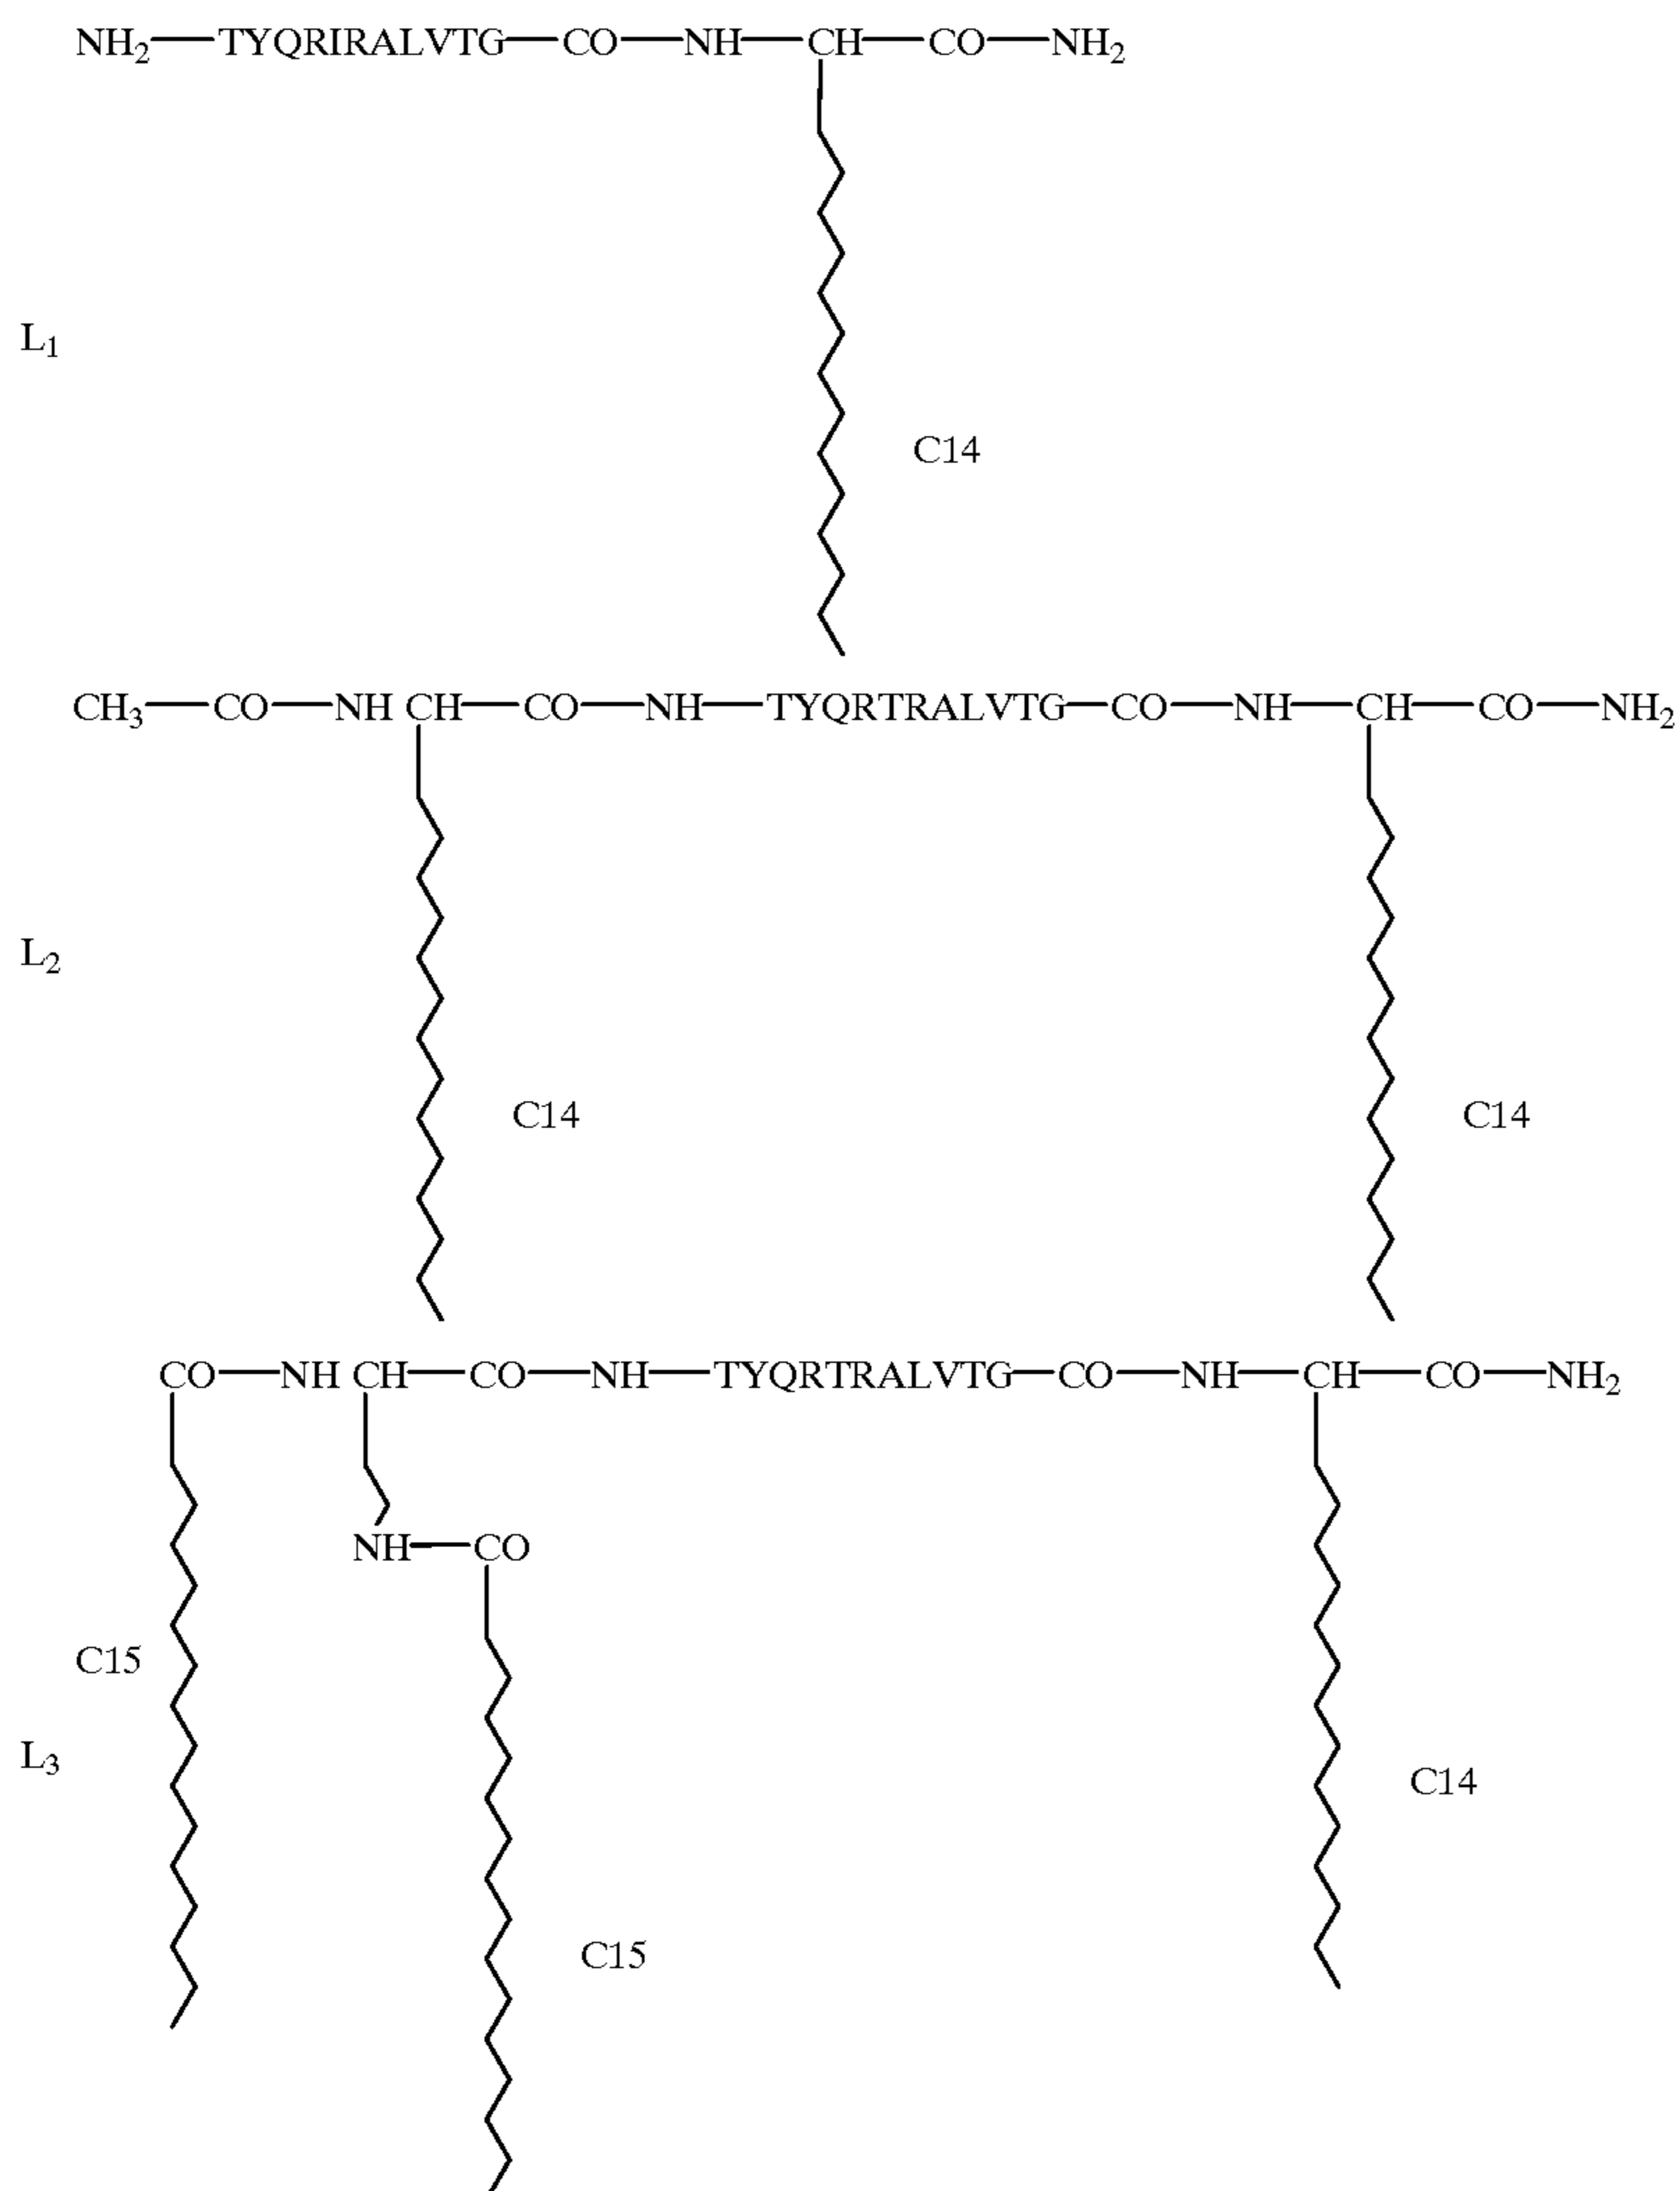 NH2 TYQRIRALVTG CO NH CH CO NH2
L1
C14
CH3 CO NH CH CO NH TYQRTRALVTG CO NH CH CO NH2
L2
C14 C14
CO NH CH CO NH TYQRTRALVTG CO NH CH CO NH2
NH CO
C15
L3
C14
C15